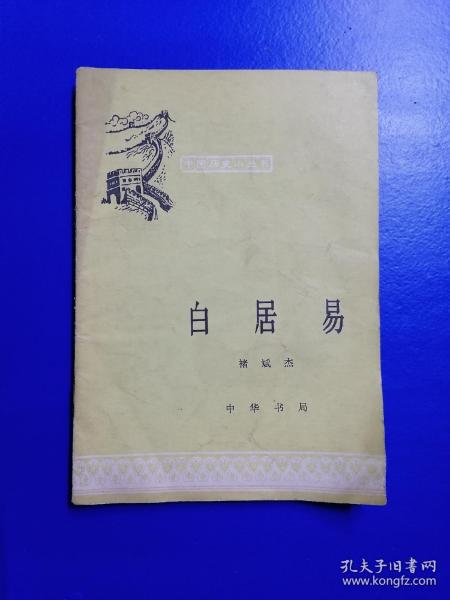 中国历史小丛书
白居易
褚斌杰
中华书局
孔夫子旧书网
www.kongfz.com